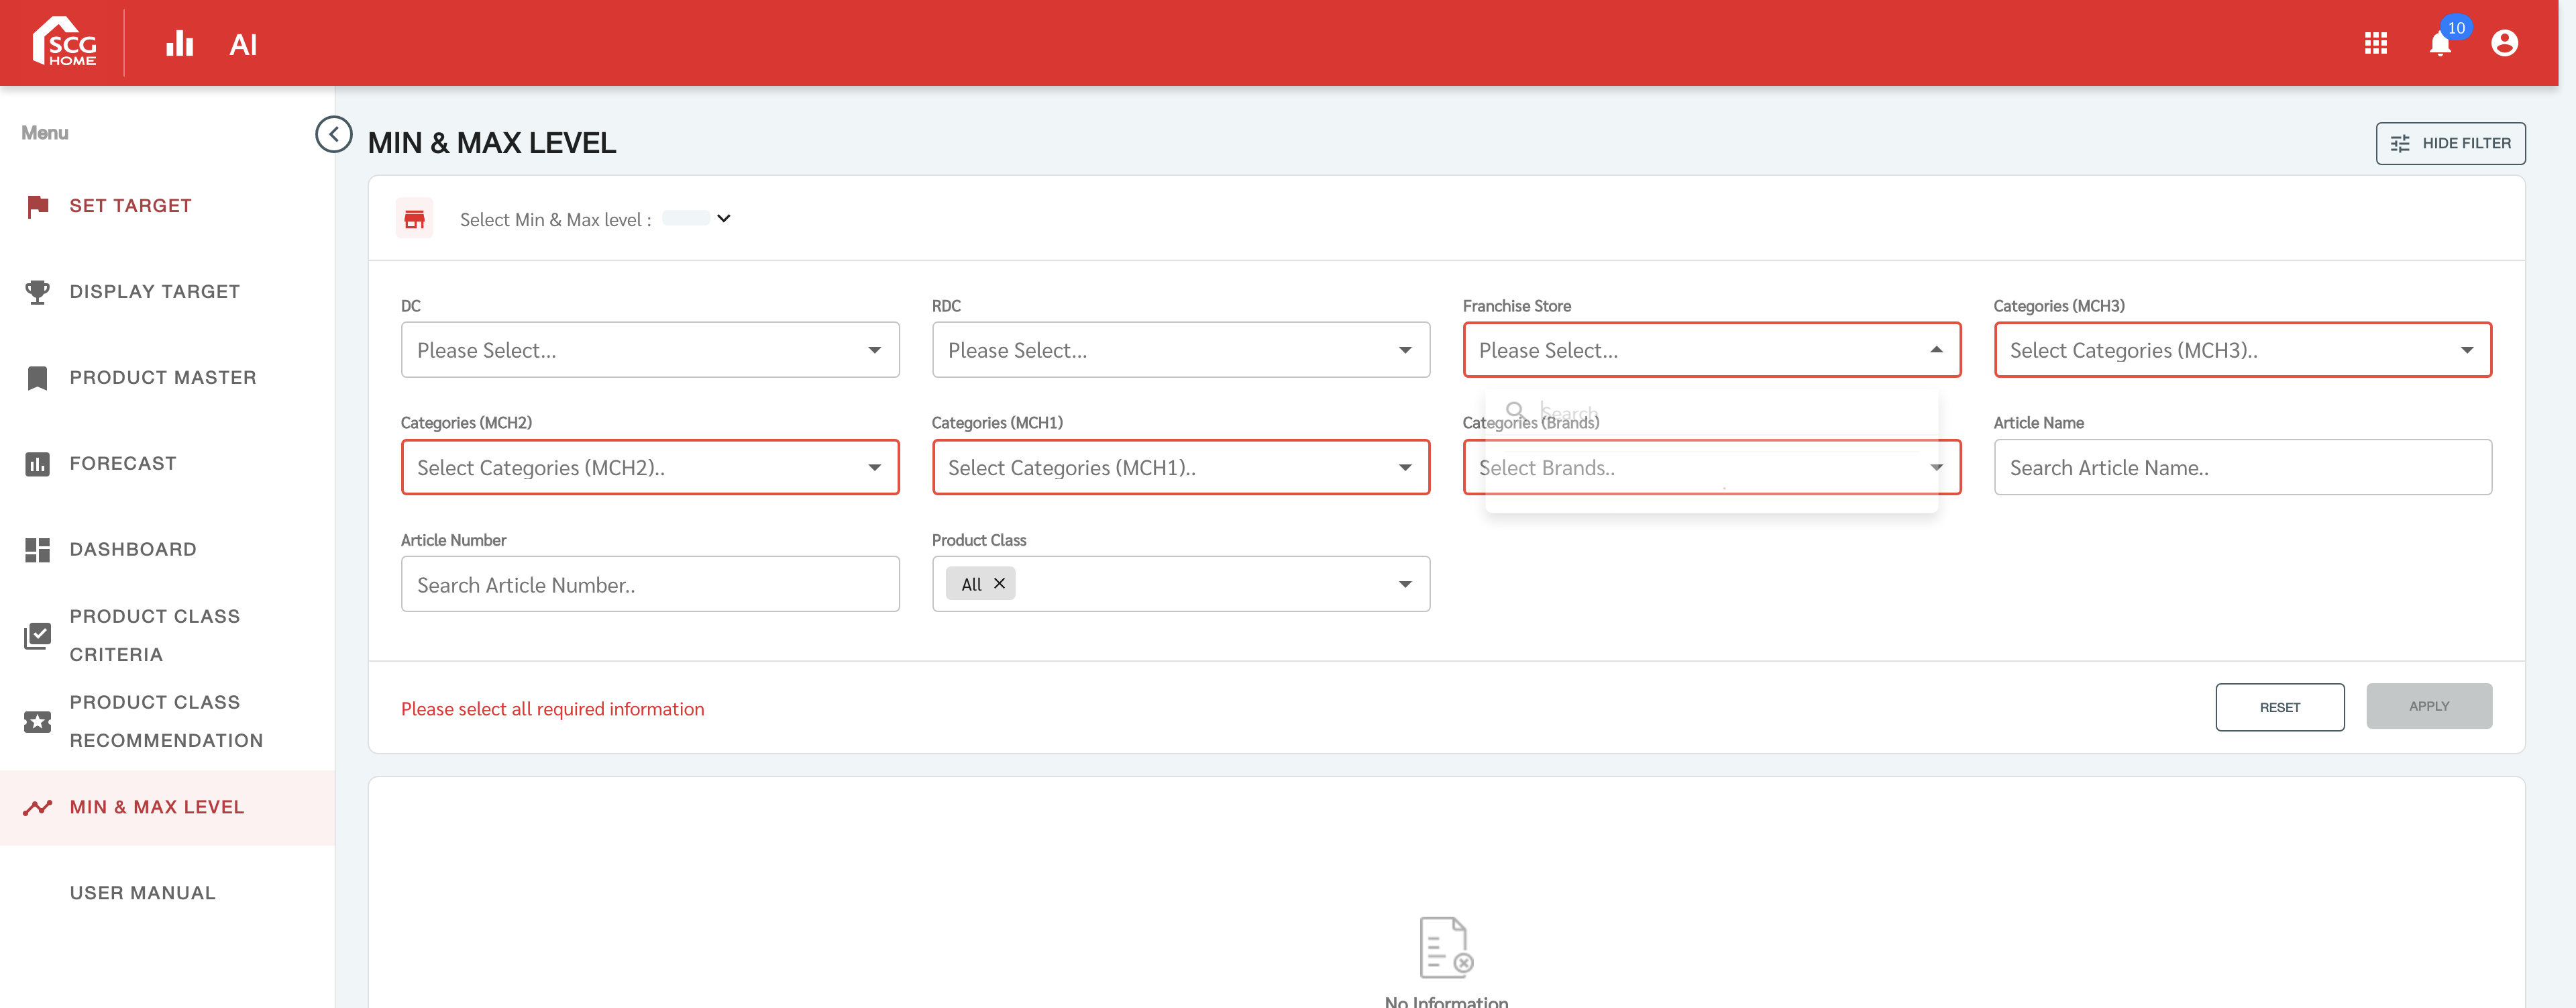 SCG
HOME
AI
10
Menu
MIN & MAX LEVEL
HIDE FILTER
SET TARGET
DISPLAY TARGET
PRODUCT MASTER
FORECAST
DASHBOARD
PRODUCT CLASS
CRITERIA
PRODUCT CLASS
RECOMMENDATION
MIN & MAX LEVEL
USER MANUAL
Select Min & Max level :
DC
Please Select...
RDC
Please Select...
Franchise Store
Please Select...
Categories (MCH3)
Select Categories (MCH3)..
Search
Categories (MCH2)
Select Categories (MCH2)..
Categories (MCH1)
Select Categories (MCH1)..
Categories (Brands)
Select Brands..
Article Name
Search Article Name..
Article Number
Search Article Number..
Product Class
All
Please select all required information
RESET
APPLY
No Information